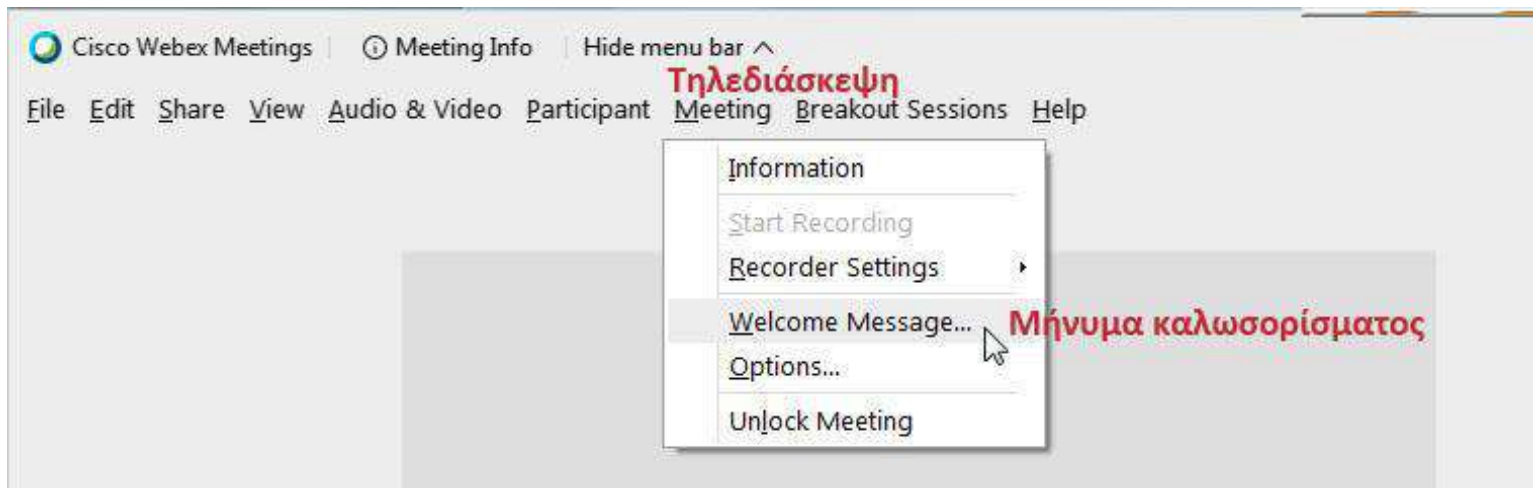 Cisco Webex Meetings Meeting Info Hide menu bar
Τηλεδιάσκεψη
File Edit Share View Audio & Video Participant Meeting Breakout Sessions Help
Information
Start Recording
Recorder Settings
Welcome Message... Μήνυμα καλωσορίσματος
Options...
Unlock Meeting